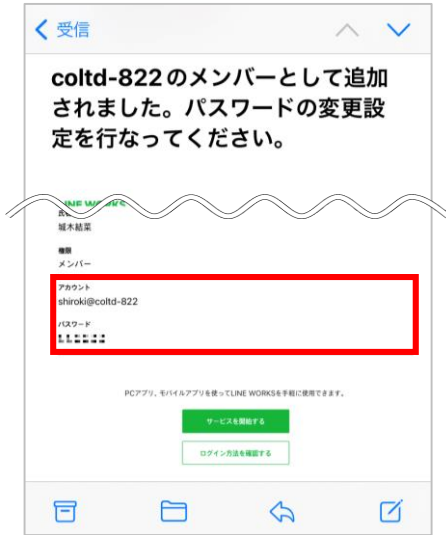 受信
coltd-822のメンバーとして追加
されました。パスワードの変更設
定を行なってください。
LINE WORKS
城木結菜
権限
メンバー
アカウント
shiroki@coltd-822
パスワード
PCアプリ、モバイルアプリを使ってLINE WORKSを手軽に使用できます。
サービスを開始する
ログイン方法を確認する